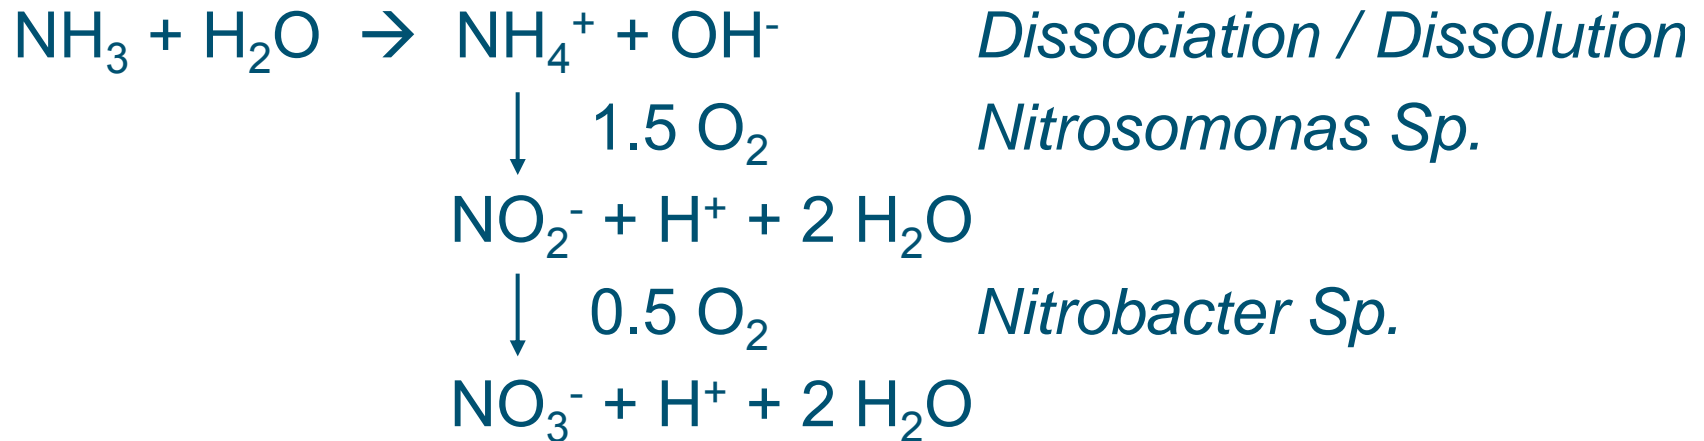 NH₃ + H₂O → NH₄⁺ + OH⁻ Dissociation / Dissolution
↓ 1.5 O₂ Nitrosomonas Sp.
NO₂⁻ + H⁺ + 2 H₂O
↓ 0.5 O₂ Nitrobacter Sp.
NO₃⁻ + H⁺ + 2 H₂O